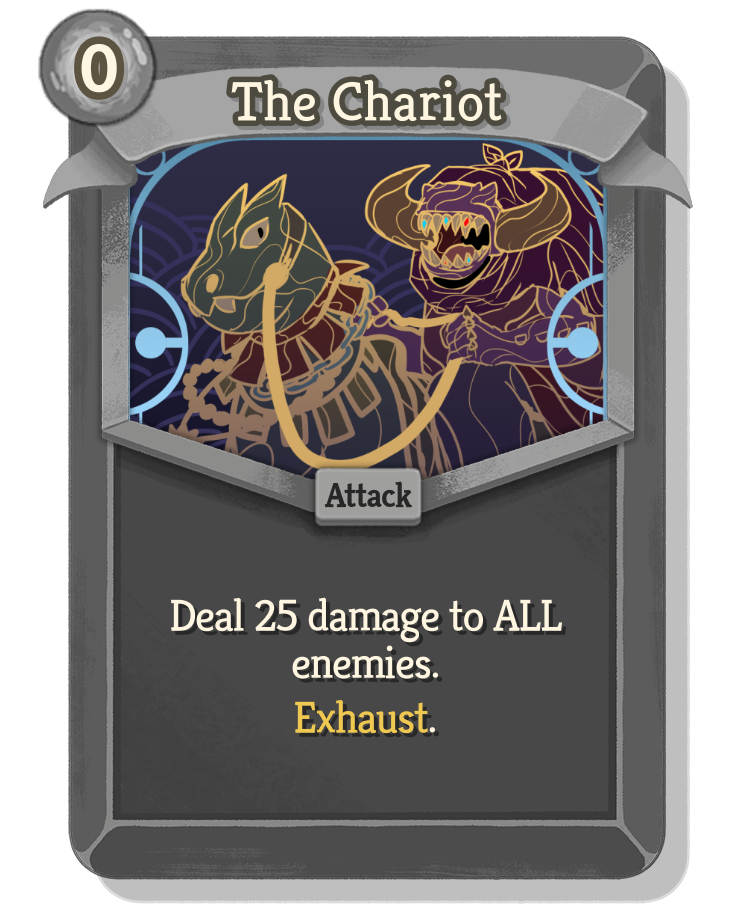 0
The Chariot
Attack
Deal 25 damage to ALL
enemies.
Exhaust.